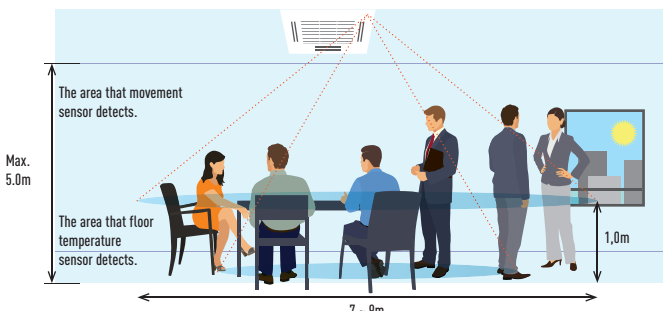 The area that movement
sensor detects.
Max.
5.0m
The area that floor
temperature
sensor detects.
1,0m